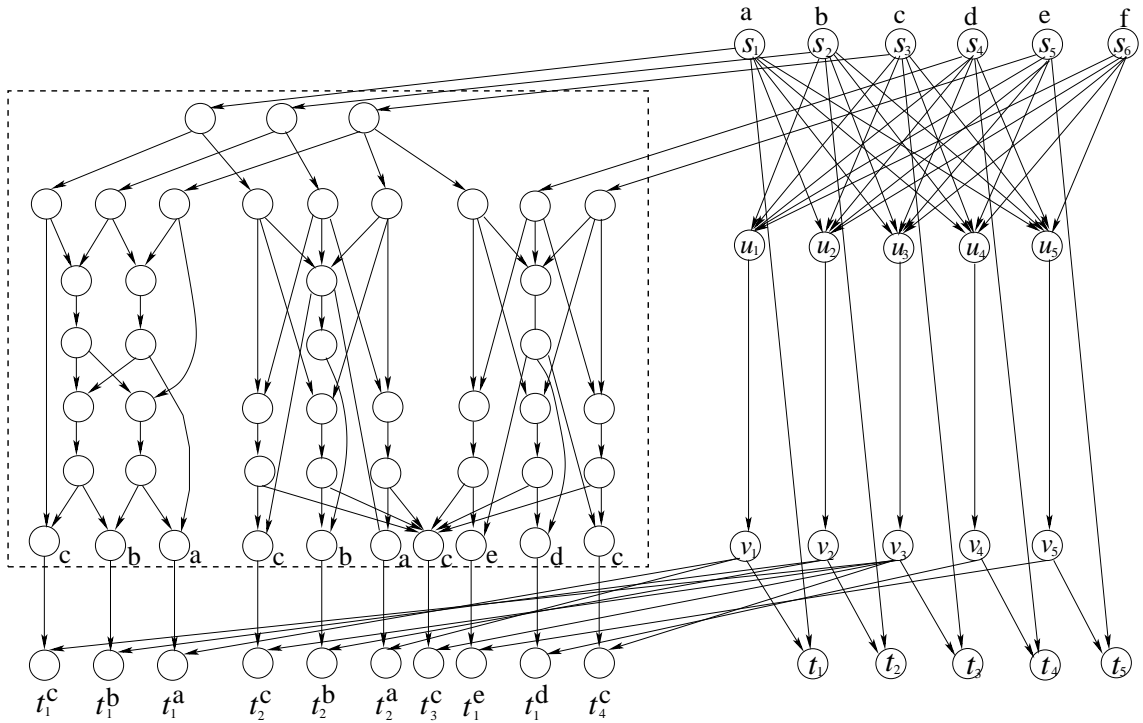 a b c d e f
s₁ s₂ s₃ s₄ s₅ s₆
u₁ u₂ u₃ u₄ u₅
c b a c b a c e d c
v₁ v₂ v₃ v₄ v₅
t₁ t₂ t₃ t₄ t₅
t₁ᶜ t₁ᵇ t₁ᵃ t₂ᶜ t₂ᵇ t₂ᵃ t₃ᶜ t₁ᵉ t₁ᵈ t₄ᶜ